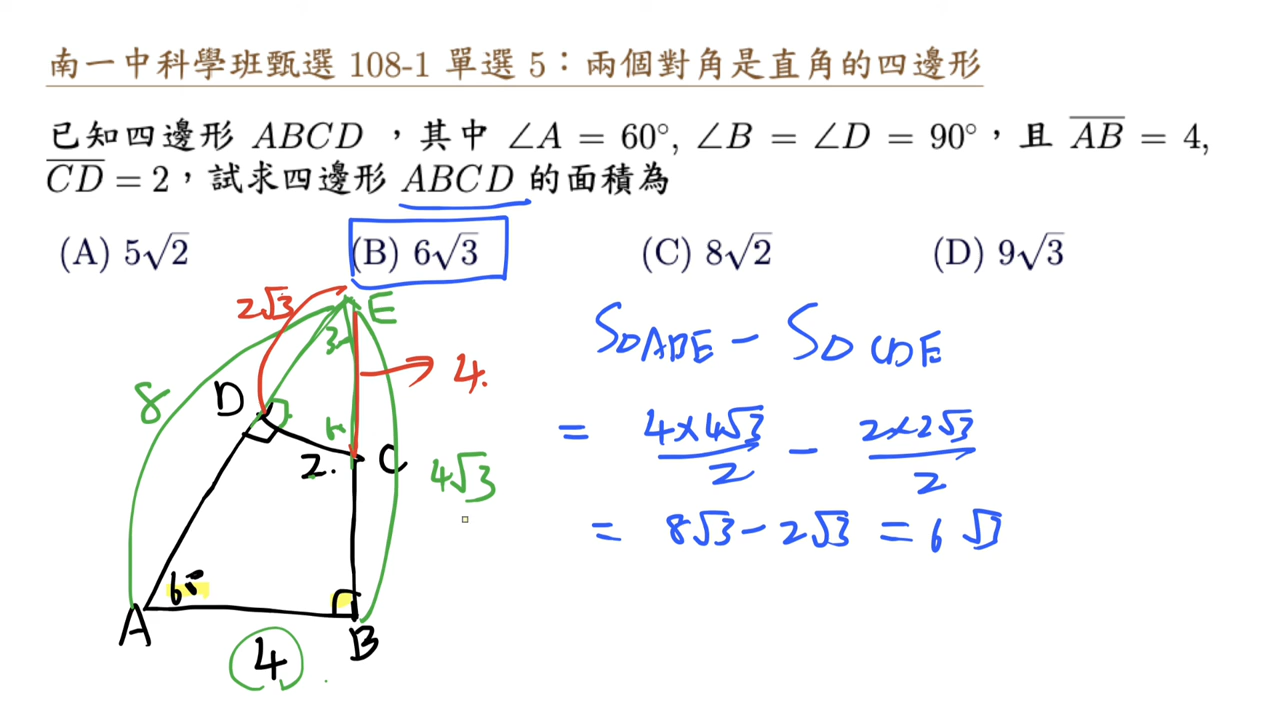 南一中科學班甄選 108-1 單選 5：兩個對角是直角的四邊形
已知四邊形 ABCD ，其中 ∠A = 60°, ∠B = ∠D = 90°，且 AB = 4,
CD = 2，試求四邊形 ABCD 的面積為
(A) 5√2 (B) 6√3 (C) 8√2 (D) 9√3
2√3
E
8
D
4.
2.
C
4√3
60°
A
4
B
S△ABE − S△CDE
= 4×4√3/2 − 2×2√3/2
= 8√3 − 2√3 = 6√3